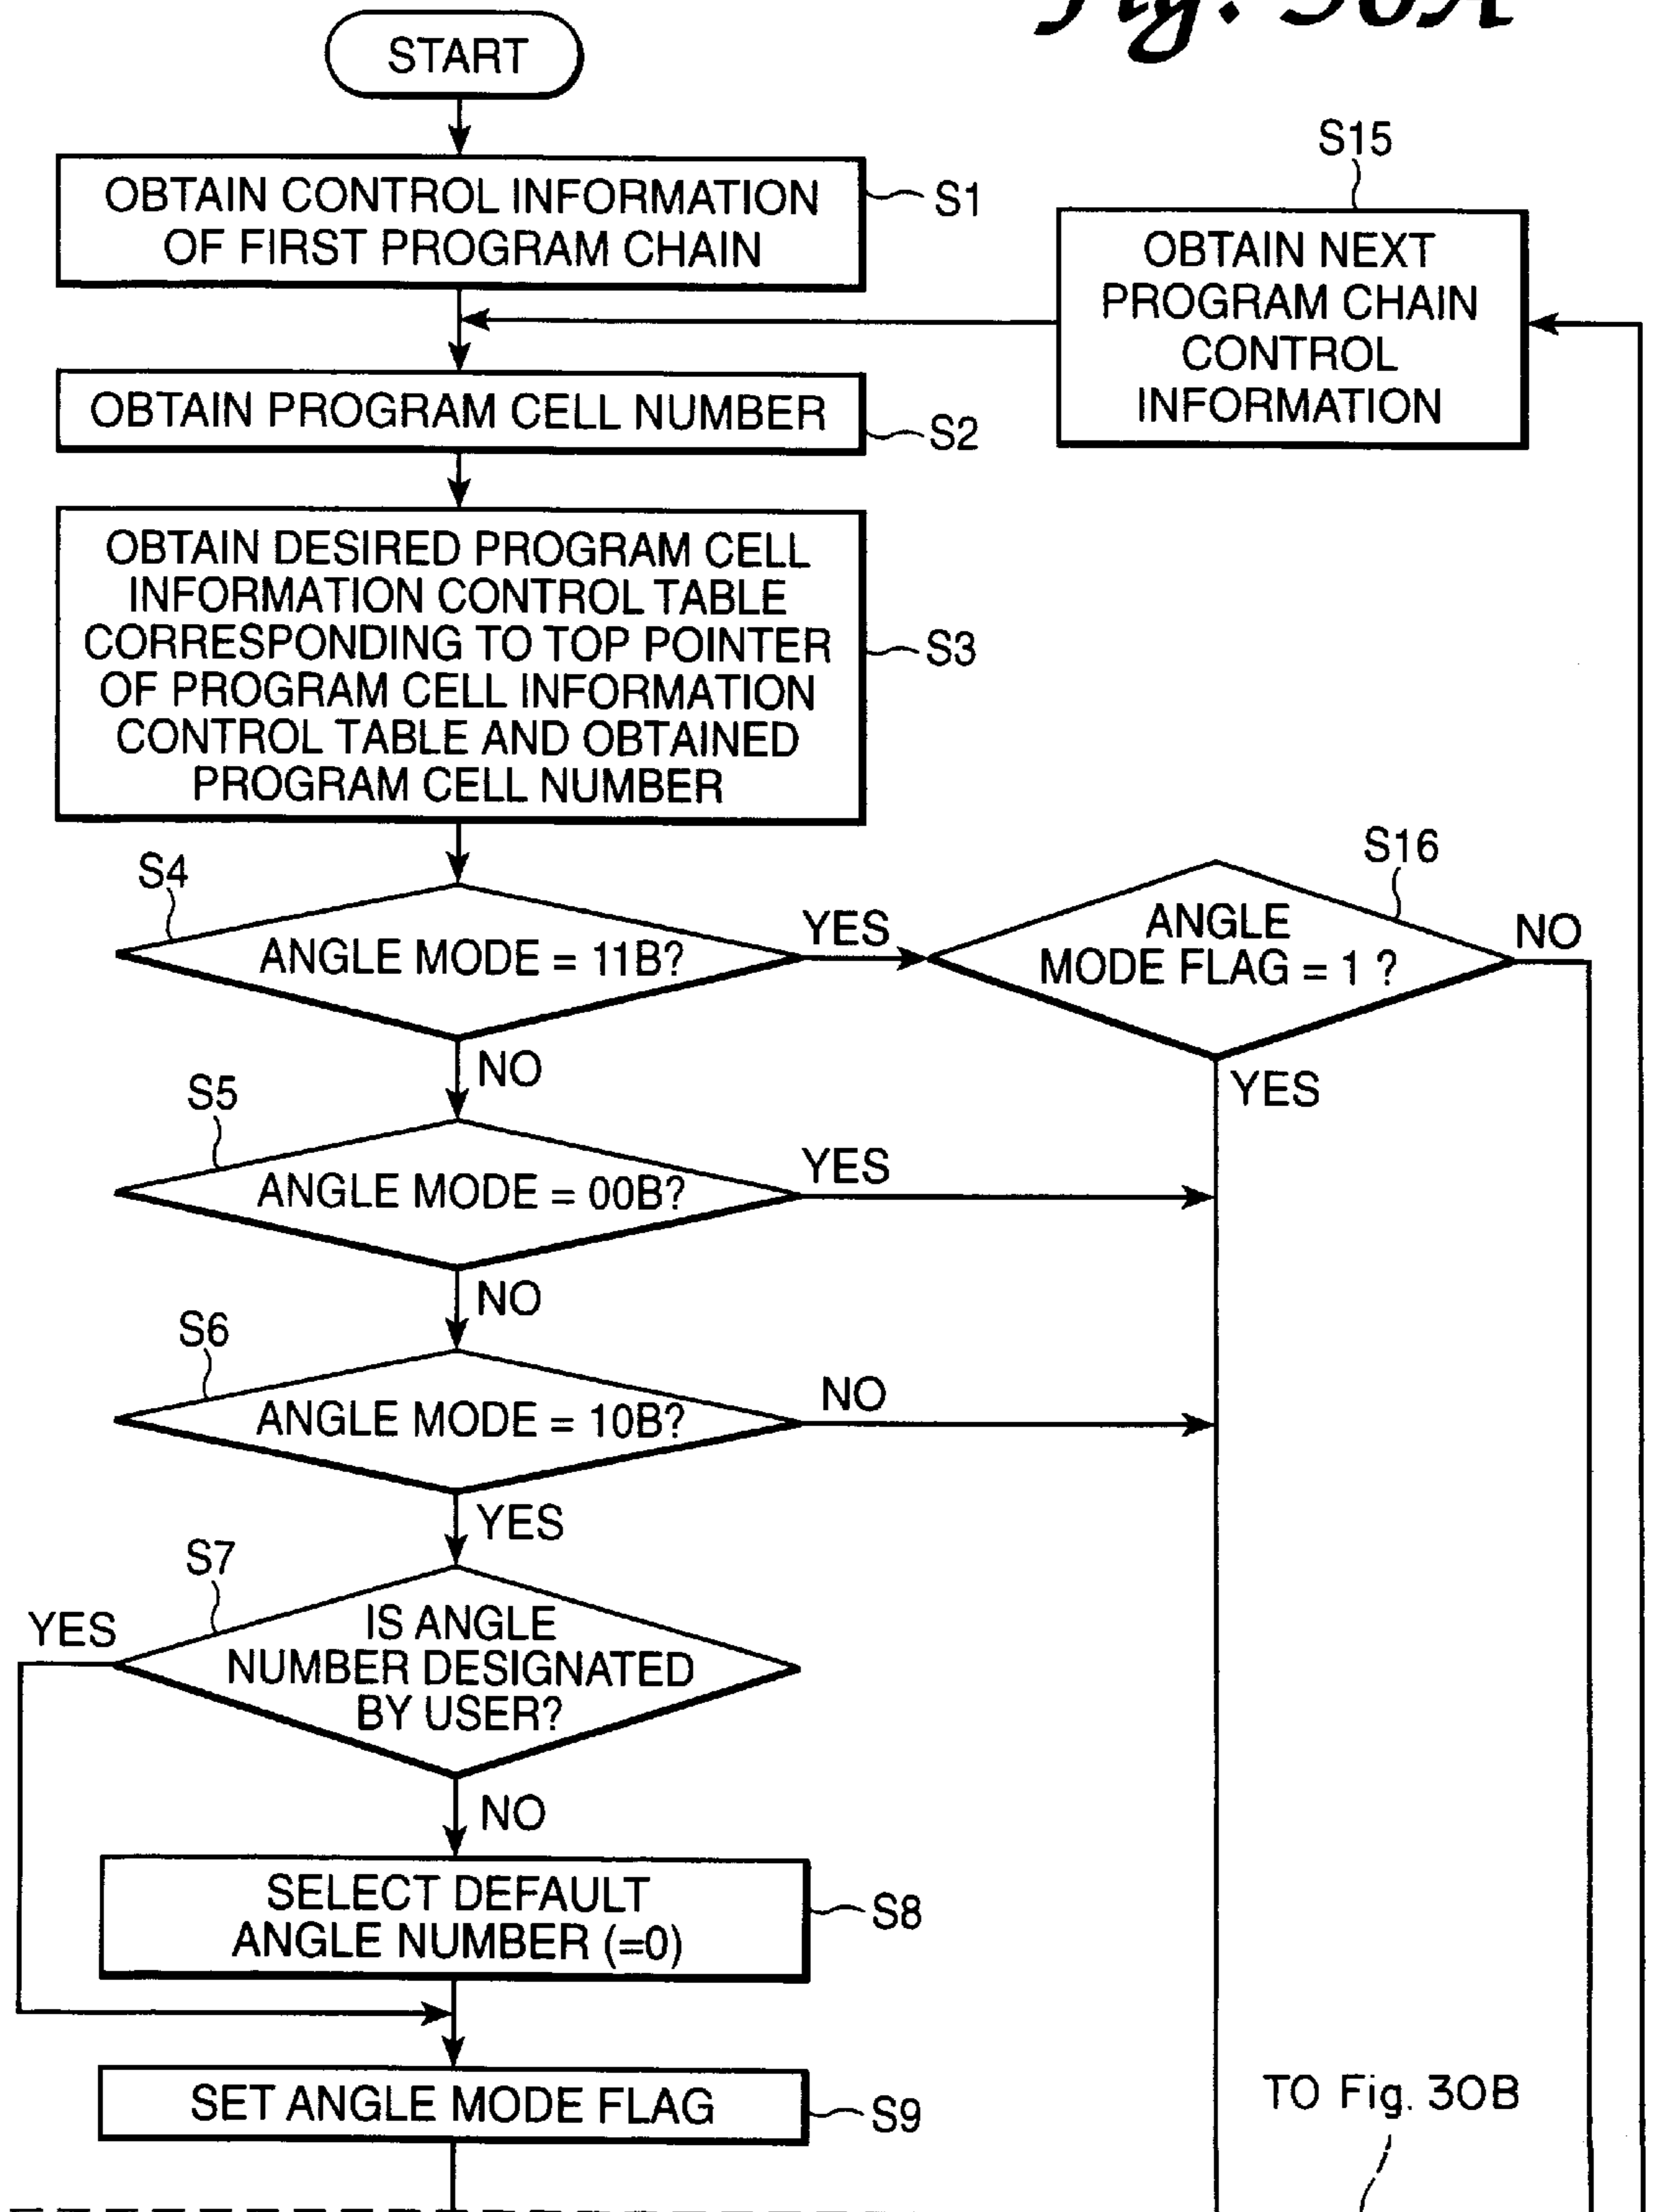 Fig. 30A
START
OBTAIN CONTROL INFORMATION
OF FIRST PROGRAM CHAIN
S1
S15
OBTAIN NEXT
PROGRAM CHAIN
CONTROL
INFORMATION
OBTAIN PROGRAM CELL NUMBER
S2
OBTAIN DESIRED PROGRAM CELL
INFORMATION CONTROL TABLE
CORRESPONDING TO TOP POINTER
OF PROGRAM CELL INFORMATION
CONTROL TABLE AND OBTAINED
PROGRAM CELL NUMBER
S3
S4
ANGLE MODE = 11B?
YES
NO
S16
ANGLE
MODE FLAG = 1 ?
NO
YES
S5
ANGLE MODE = 00B?
YES
NO
S6
ANGLE MODE = 10B?
NO
YES
S7
YES
IS ANGLE
NUMBER DESIGNATED
BY USER?
NO
SELECT DEFAULT
ANGLE NUMBER (=0)
S8
SET ANGLE MODE FLAG
S9
TO Fig. 30B